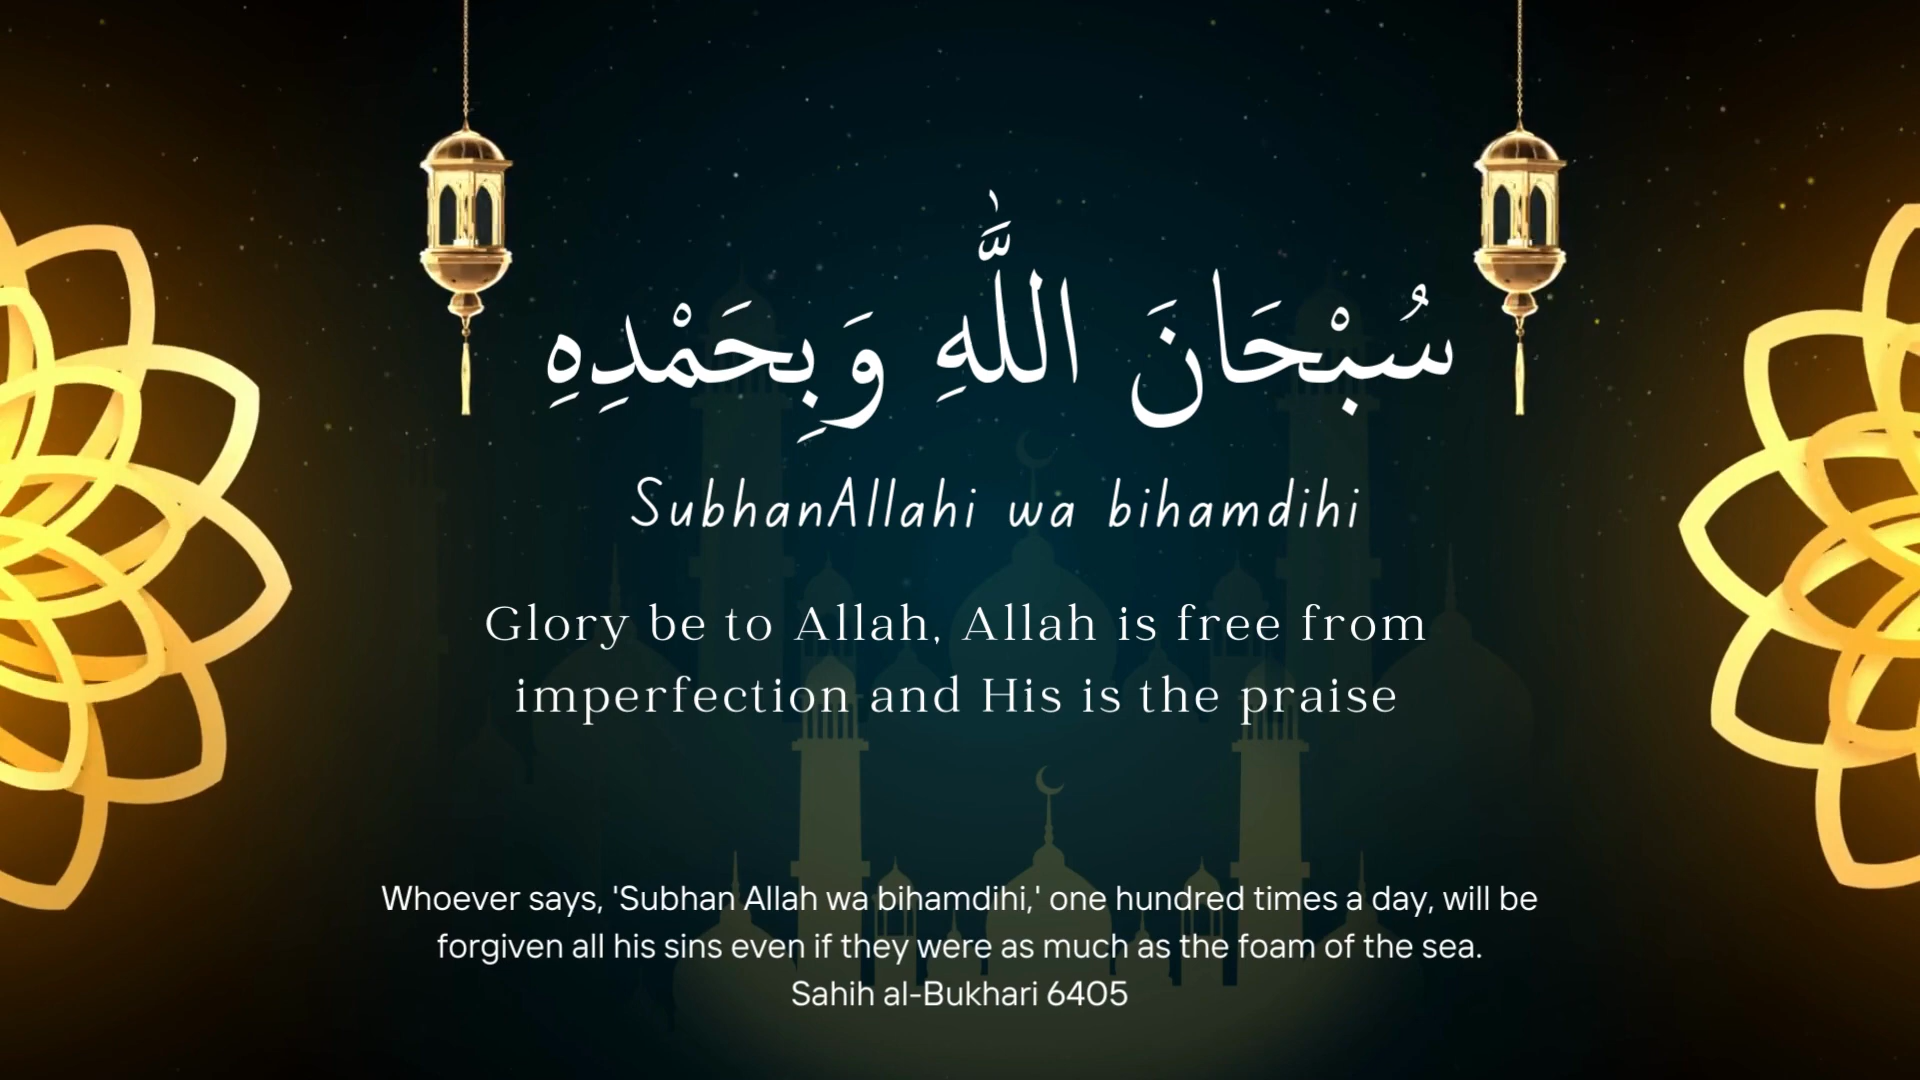 سُبْحَانَ اللَّهِ وَبِحَمْدِهِ
SubhanAllahi wa bihamdihi
Glory be to Allah, Allah is free from
imperfection and His is the praise
Whoever says, 'Subhan Allah wa bihamdihi,' one hundred times a day, will be
forgiven all his sins even if they were as much as the foam of the sea.
Sahih al-Bukhari 6405